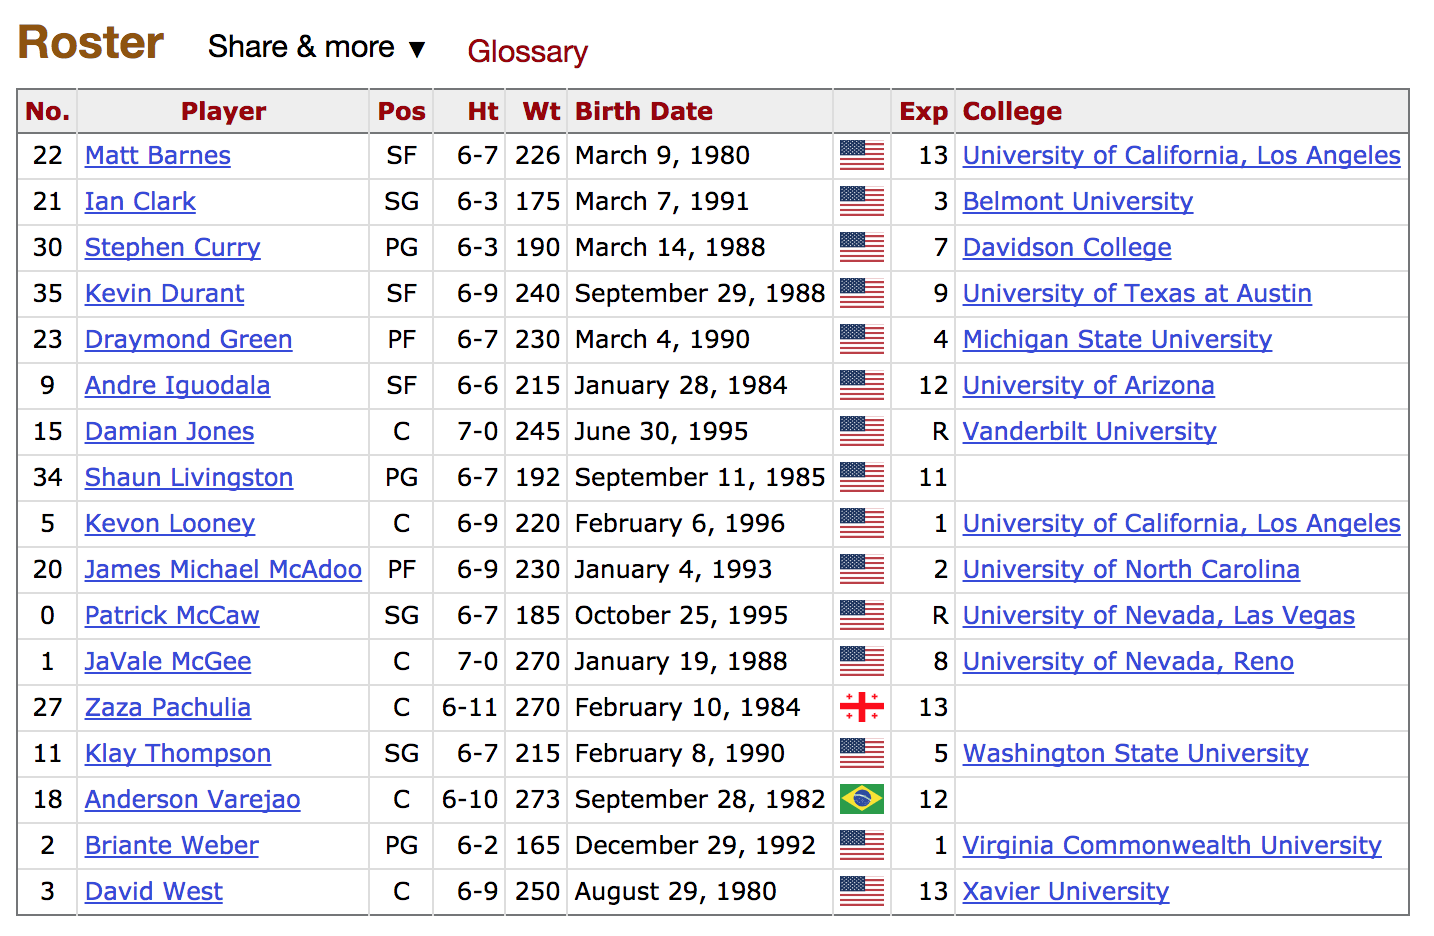 Roster Share & more ▼ Glossary
No. Player Pos Ht Wt Birth Date Exp College
22 Matt Barnes SF 6-7 226 March 9, 1980 13 University of California, Los Angeles
21 Ian Clark SG 6-3 175 March 7, 1991 3 Belmont University
30 Stephen Curry PG 6-3 190 March 14, 1988 7 Davidson College
35 Kevin Durant SF 6-9 240 September 29, 1988 9 University of Texas at Austin
23 Draymond Green PF 6-7 230 March 4, 1990 4 Michigan State University
9 Andre Iguodala SF 6-6 215 January 28, 1984 12 University of Arizona
15 Damian Jones C 7-0 245 June 30, 1995 R Vanderbilt University
34 Shaun Livingston PG 6-7 192 September 11, 1985 11
5 Kevon Looney C 6-9 220 February 6, 1996 1 University of California, Los Angeles
20 James Michael McAdoo PF 6-9 230 January 4, 1993 2 University of North Carolina
0 Patrick McCaw SG 6-7 185 October 25, 1995 R University of Nevada, Las Vegas
1 JaVale McGee C 7-0 270 January 19, 1988 8 University of Nevada, Reno
27 Zaza Pachulia C 6-11 270 February 10, 1984 13
11 Klay Thompson SG 6-7 215 February 8, 1990 5 Washington State University
18 Anderson Varejao C 6-10 273 September 28, 1982 12
2 Briante Weber PG 6-2 165 December 29, 1992 1 Virginia Commonwealth University
3 David West C 6-9 250 August 29, 1980 13 Xavier University